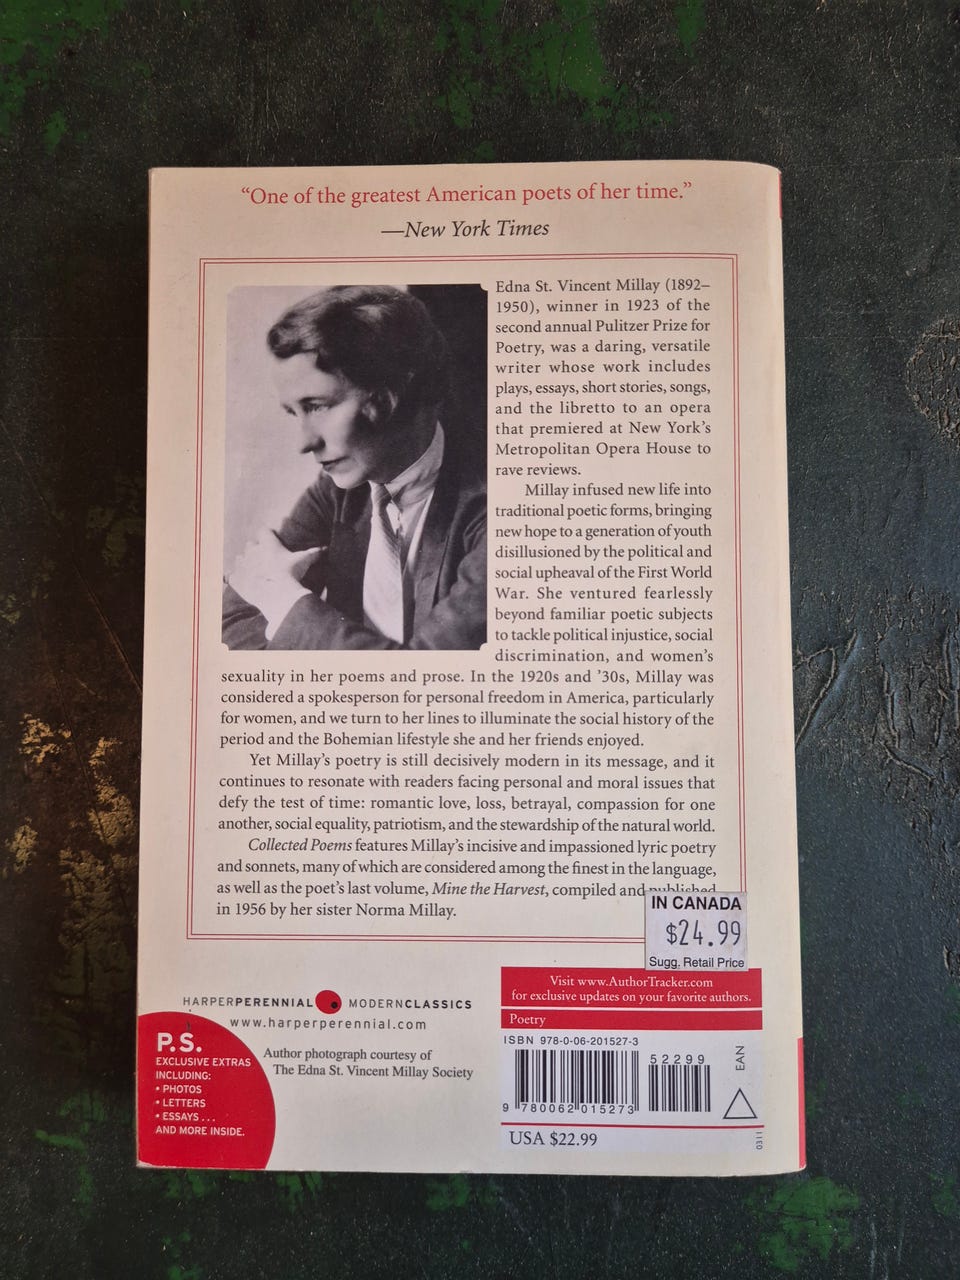 “One of the greatest American poets of her time.”
—New York Times
Edna St. Vincent Millay (1892–
1950), winner in 1923 of the
second annual Pulitzer Prize for
Poetry, was a daring, versatile
writer whose work includes
plays, essays, short stories, songs,
and the libretto to an opera
that premiered at New York’s
Metropolitan Opera House to
rave reviews.
Millay infused new life into
traditional poetic forms, bringing
new hope to a generation of youth
disillusioned by the political and
social upheaval of the First World
War. She ventured fearlessly
beyond familiar poetic subjects
to tackle political injustice, social
discrimination, and women’s
sexuality in her poems and prose. In the 1920s and ’30s, Millay was
considered a spokesperson for personal freedom in America, particularly
for women, and we turn to her lines to illuminate the social history of the
period and the Bohemian lifestyle she and her friends enjoyed.
Yet Millay’s poetry is still decisively modern in its message, and it
continues to resonate with readers facing personal and moral issues that
defy the test of time: romantic love, loss, betrayal, compassion for one
another, social equality, patriotism, and the stewardship of the natural world.
Collected Poems features Millay’s incisive and impassioned lyric poetry
and sonnets, many of which are considered among the finest in the language,
as well as the poet’s last volume, Mine the Harvest, compiled and published
in 1956 by her sister Norma Millay.
IN CANADA
$24.99
Sugg. Retail Price
HARPERPERENNIAL MODERNCLASSICS
www.harperperennial.com
P.S.
EXCLUSIVE EXTRAS
INCLUDING:
• PHOTOS
• LETTERS
• ESSAYS . . .
AND MORE INSIDE.
Author photograph courtesy of
The Edna St. Vincent Millay Society
Visit www.AuthorTracker.com
for exclusive updates on your favorite authors.
Poetry
ISBN 978-0-06-201527-3
52299
EAN
9 780062 015273
USA $22.99
0311